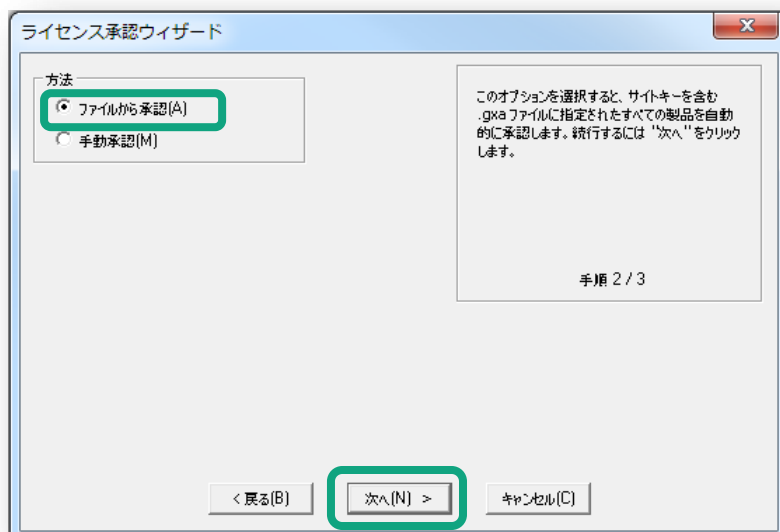 ライセンス承認ウィザード
方法
ファイルから承認(A)
手動承認(M)
このオプションを選択すると、サイトキーを含む
.gxa ファイルに指定されたすべての製品を自動
的に承認します。続行するには "次へ" をクリック
します。
手順 2 / 3
< 戻る(B)
次へ(N) >
キャンセル(C)